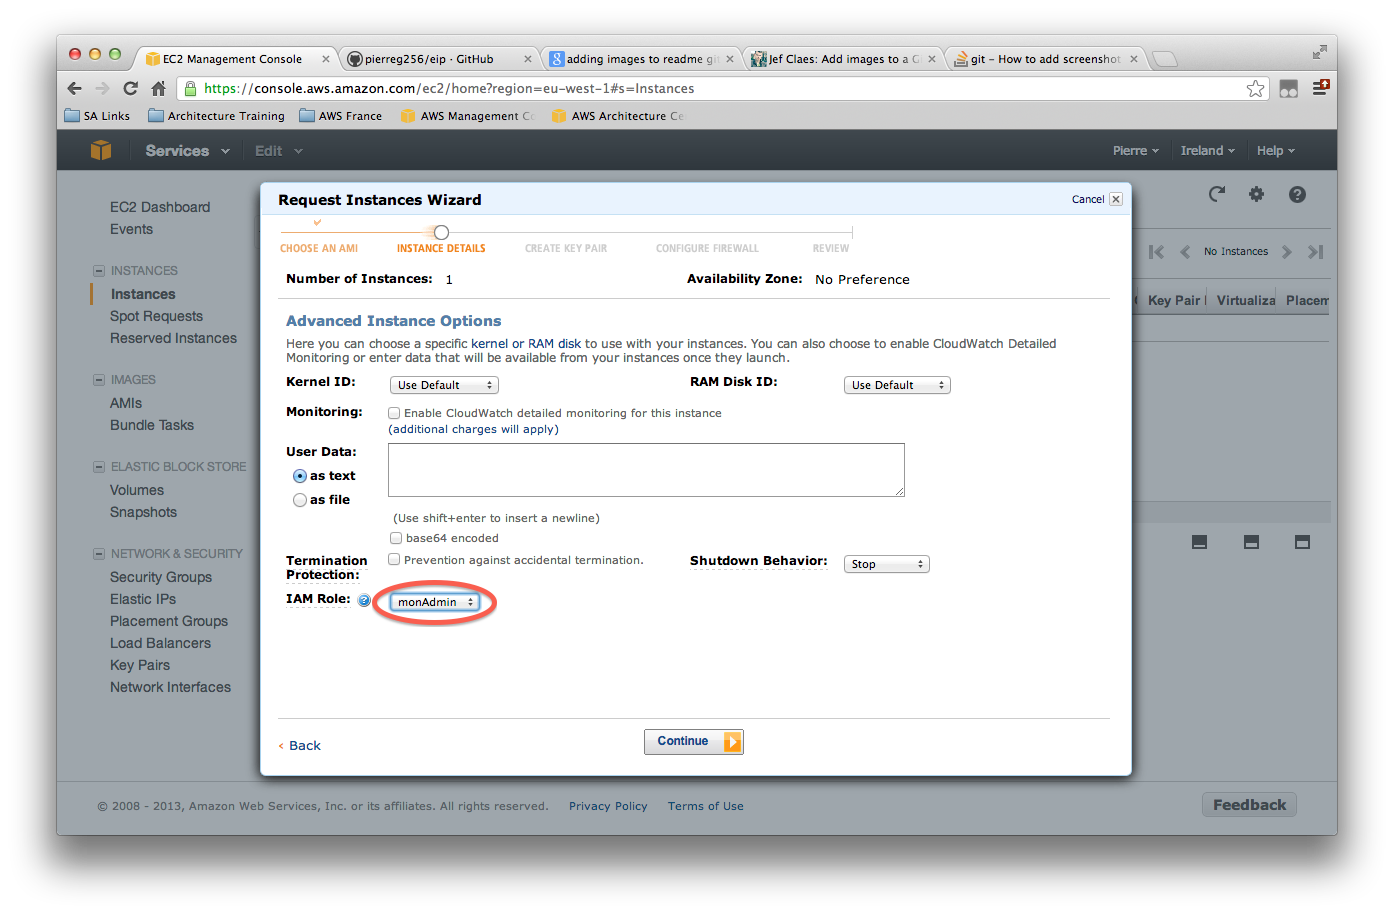 EC2 Management Console
pierreg256/eip · GitHub
adding images to readme git
Jef Claes: Add images to a G
git - How to add screenshot
https://console.aws.amazon.com/ec2/home?region=eu-west-1#s=Instances
SA Links
Architecture Training
AWS France
AWS Management C
AWS Architecture Ce
Services
Edit
Pierre
Ireland
Help
EC2 Dashboard
Events
INSTANCES
Instances
Spot Requests
Reserved Instances
IMAGES
AMIs
Bundle Tasks
ELASTIC BLOCK STORE
Volumes
Snapshots
NETWORK & SECURITY
Security Groups
Elastic IPs
Placement Groups
Load Balancers
Key Pairs
Network Interfaces
No Instances
Key Pair
Virtualiza
Placem
Request Instances Wizard
Cancel
CHOOSE AN AMI
INSTANCE DETAILS
CREATE KEY PAIR
CONFIGURE FIREWALL
REVIEW
Number of Instances: 1
Availability Zone: No Preference
Advanced Instance Options
Here you can choose a specific kernel or RAM disk to use with your instances. You can also choose to enable CloudWatch Detailed
Monitoring or enter data that will be available from your instances once they launch.
Kernel ID: Use Default
RAM Disk ID: Use Default
Monitoring: Enable CloudWatch detailed monitoring for this instance
(additional charges will apply)
User Data:
as text
as file
(Use shift+enter to insert a newline)
base64 encoded
Termination
Protection:
Prevention against accidental termination.
Shutdown Behavior: Stop
IAM Role: ? monAdmin
< Back
Continue
© 2008 - 2013, Amazon Web Services, Inc. or its affiliates. All rights reserved.
Privacy Policy
Terms of Use
Feedback